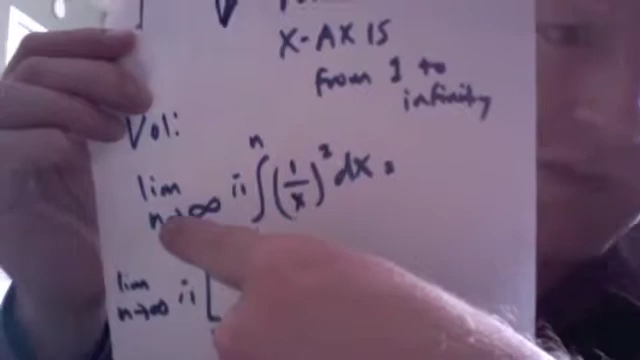 X-AXIS
from 1 to
infinity
Vol:
lim n→∞ π ∫ n (1/x)² dx =
lim n→∞ π [